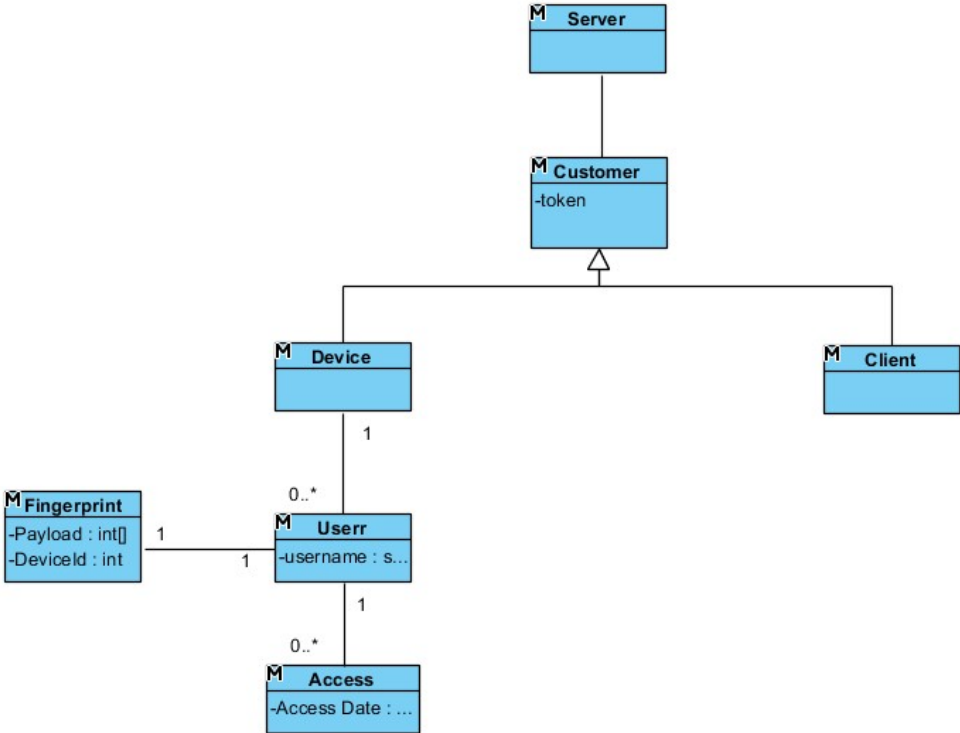 M Server
M Customer
-token
M Device
M Client
1
0..*
M Fingerprint
-Payload : int[]
-DeviceId : int
1
1
M Userr
-username : s...
1
0..*
M Access
-Access Date : ...